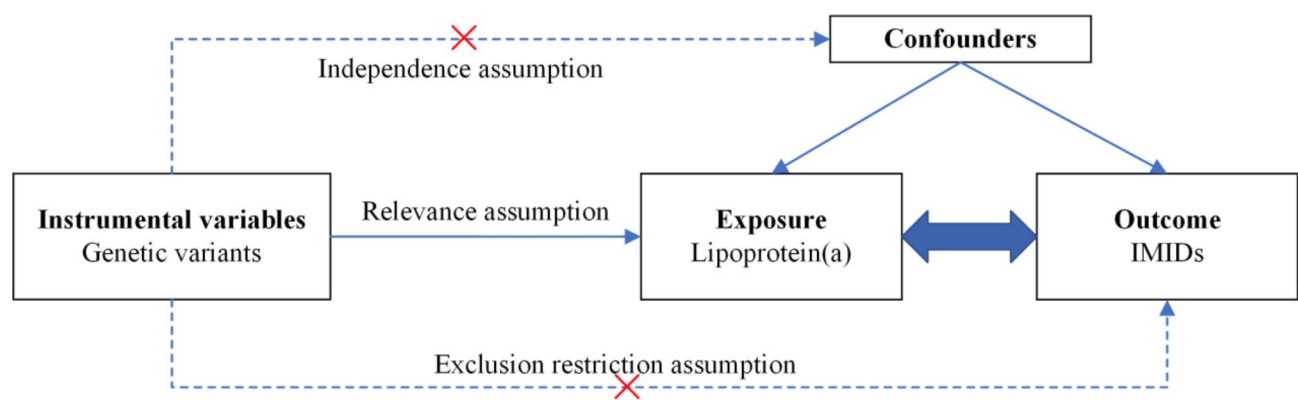 Confounders
Independence assumption
Instrumental variables
Genetic variants
Relevance assumption
Exposure
Lipoprotein(a)
Outcome
IMIDs
Exclusion restriction assumption